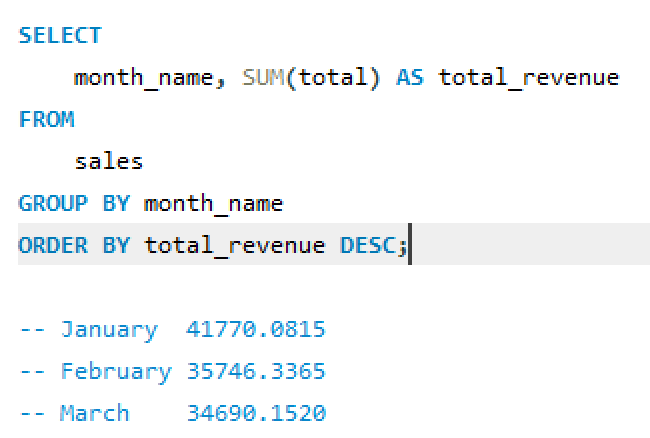 SELECT
    month_name, SUM(total) AS total_revenue
FROM
    sales
GROUP BY month_name
ORDER BY total_revenue DESC;
-- January  41770.0815
-- February 35746.3365
-- March    34690.1520